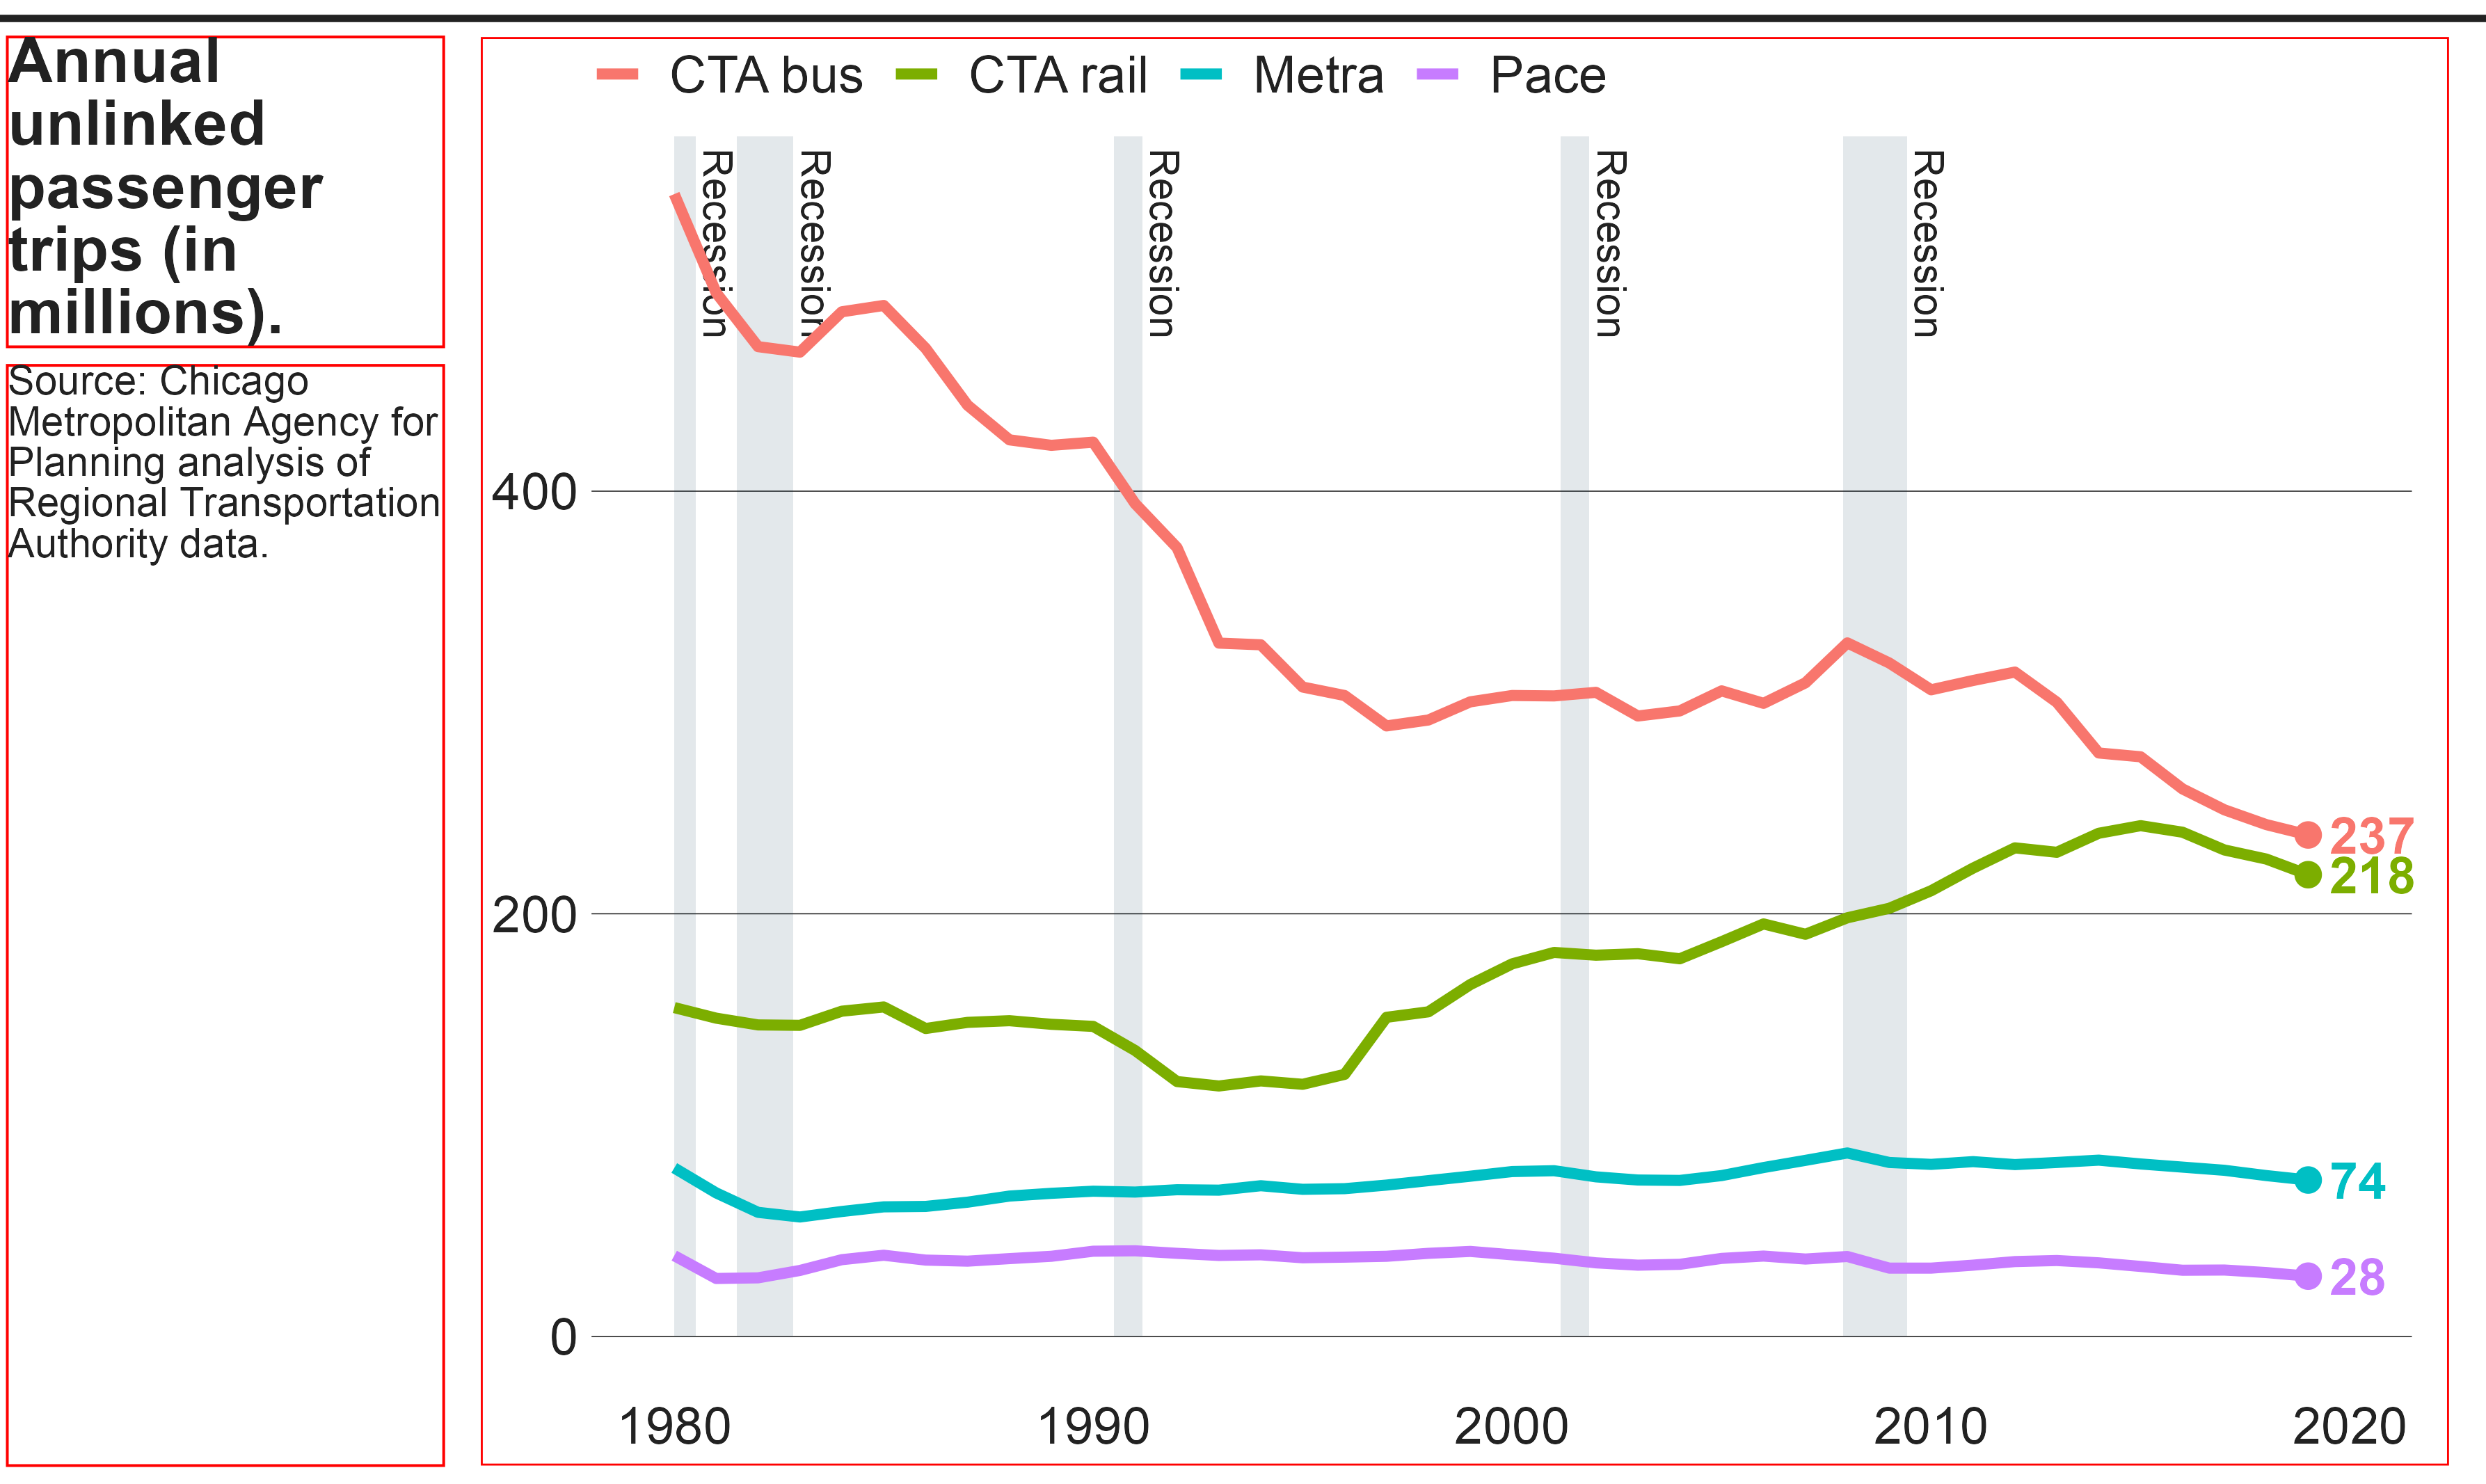 Annual
unlinked
passenger
trips (in
millions).
Source: Chicago
Metropolitan Agency for
Planning analysis of
Regional Transportation
Authority data.
CTA bus CTA rail Metra Pace
Recession
Recession
Recession
Recession
Recession
400
200
0
237
218
74
28
1980 1990 2000 2010 2020